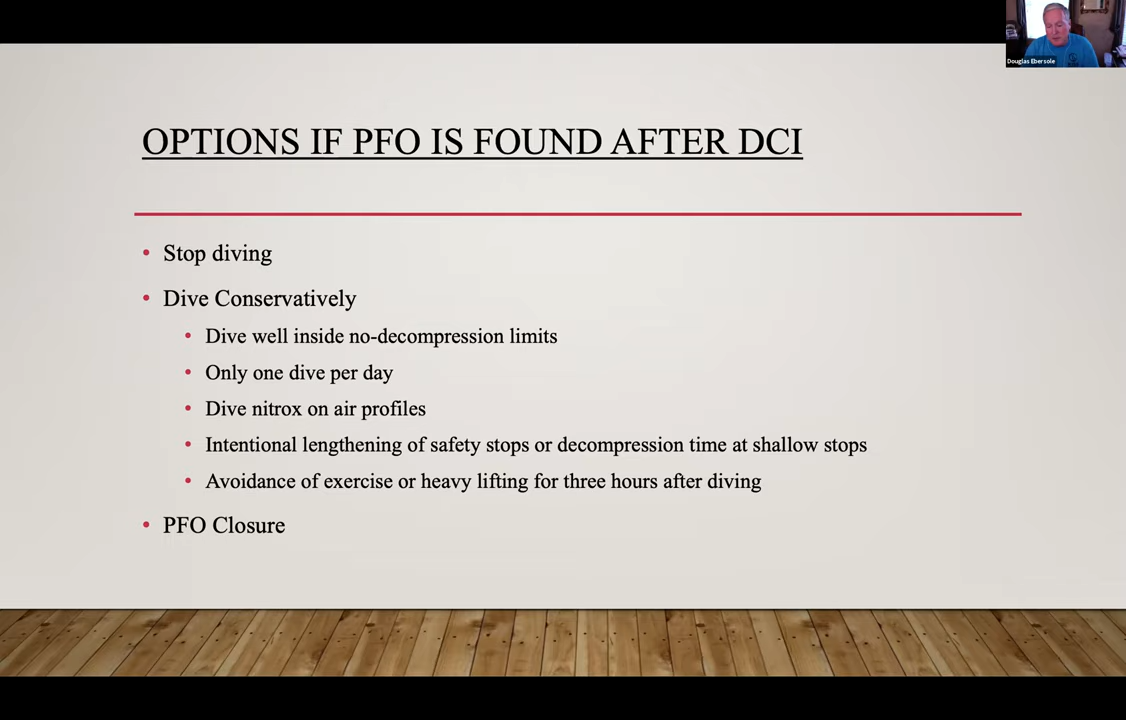 Douglas Ebersole
OPTIONS IF PFO IS FOUND AFTER DCI
• Stop diving
• Dive Conservatively
• Dive well inside no-decompression limits
• Only one dive per day
• Dive nitrox on air profiles
• Intentional lengthening of safety stops or decompression time at shallow stops
• Avoidance of exercise or heavy lifting for three hours after diving
• PFO Closure